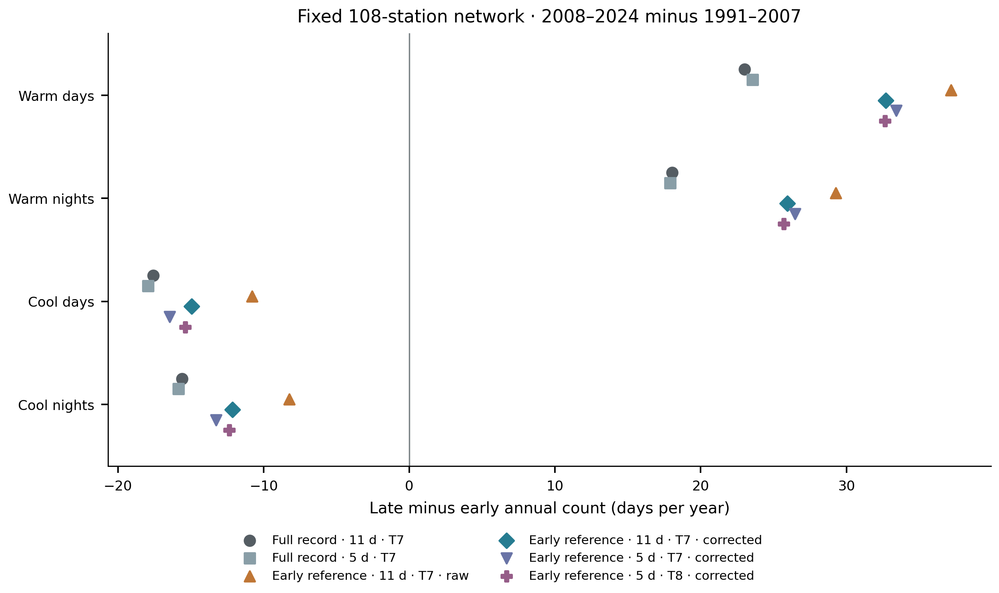 Fixed 108-station network · 2008–2024 minus 1991–2007
Warm days
Warm nights
Cool days
Cool nights
−20
−10
0
10
20
30
Late minus early annual count (days per year)
Full record · 11 d · T7
Full record · 5 d · T7
Early reference · 11 d · T7 · raw
Early reference · 11 d · T7 · corrected
Early reference · 5 d · T7 · corrected
Early reference · 5 d · T8 · corrected